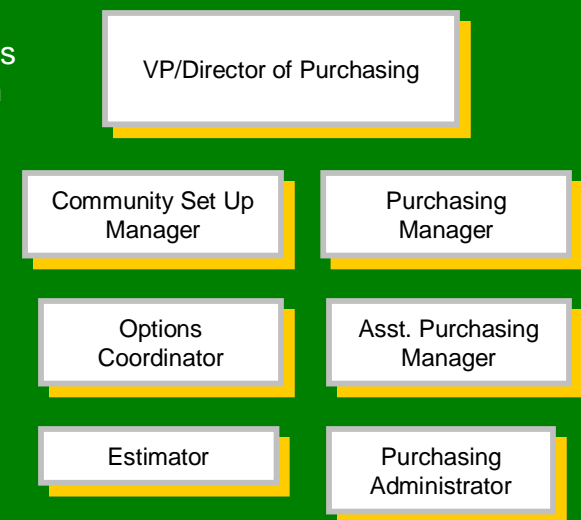 s
VP/Director of Purchasing
Community Set Up
Manager
Purchasing
Manager
Options
Coordinator
Asst. Purchasing
Manager
Estimator
Purchasing
Administrator